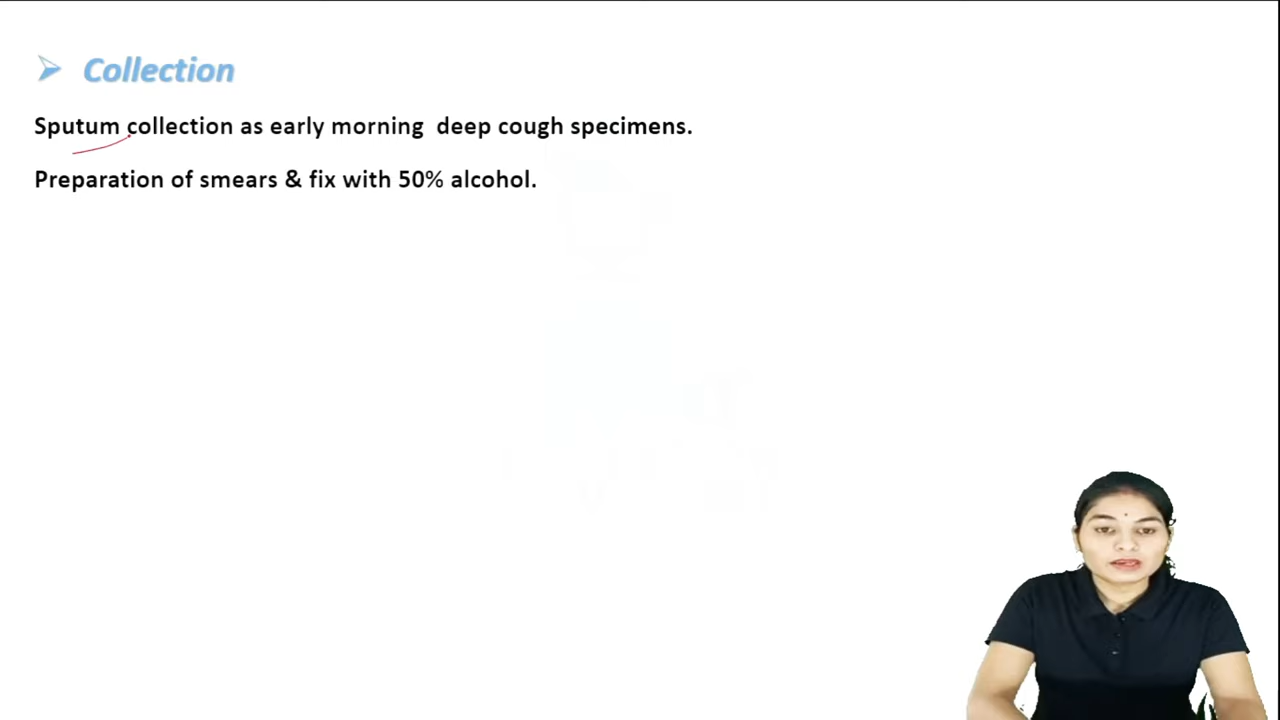 Collection
Sputum collection as early morning deep cough specimens.
Preparation of smears & fix with 50% alcohol.